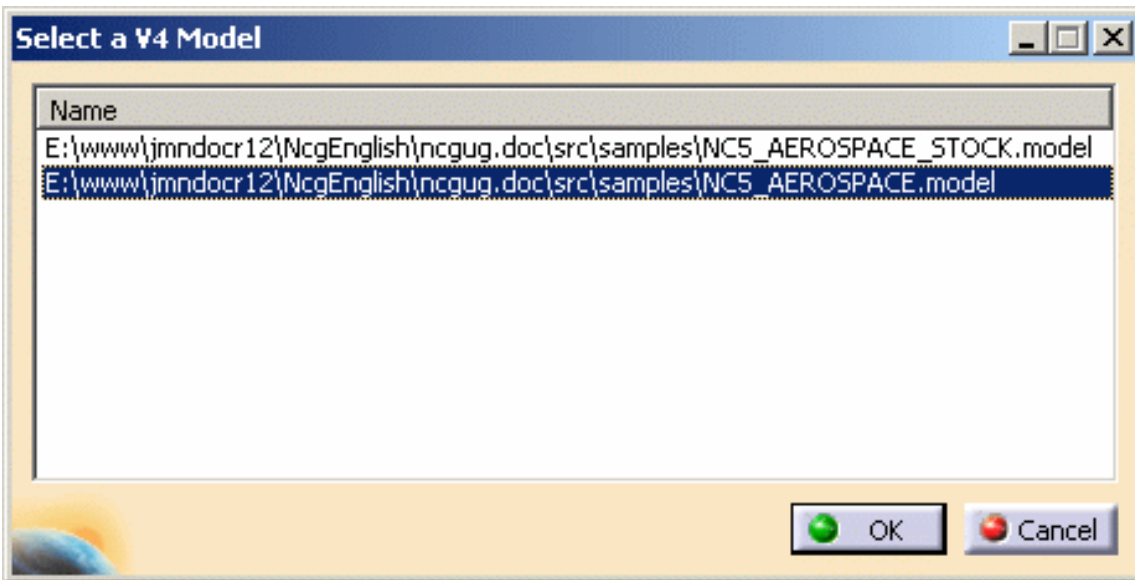 Select a V4 Model
Name
E:\www\jmndocr12\NcgEnglish\ncgug.doc\src\samples\NC5_AEROSPACE_STOCK.model
E:\www\jmndocr12\NcgEnglish\ncgug.doc\src\samples\NC5_AEROSPACE.model
OK
Cancel